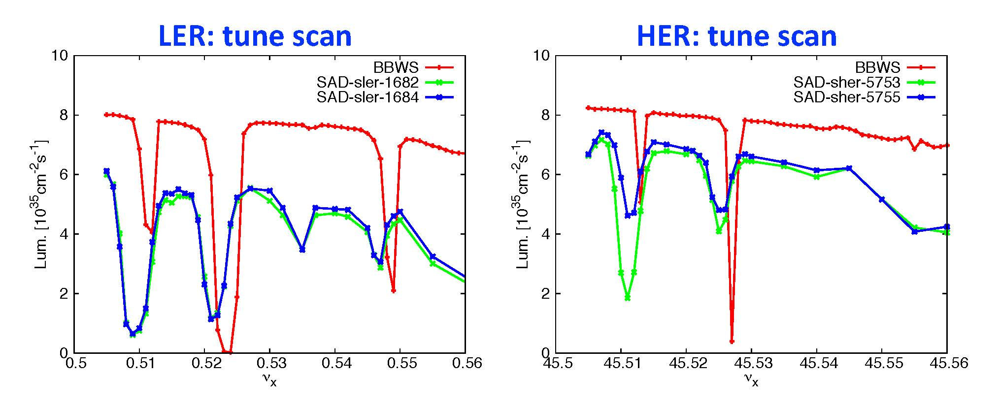 LER: tune scan
10
8
6
4
2
0
Lum. [10^35cm^-2s^-1]
BBWS
SAD-sler-1682
SAD-sler-1684
0.5 0.51 0.52 0.53 0.54 0.55 0.56
νx
HER: tune scan
10
8
6
4
2
0
Lum. [10^35cm^-2s^-1]
BBWS
SAD-sher-5753
SAD-sher-5755
45.5 45.51 45.52 45.53 45.54 45.55 45.56
νx